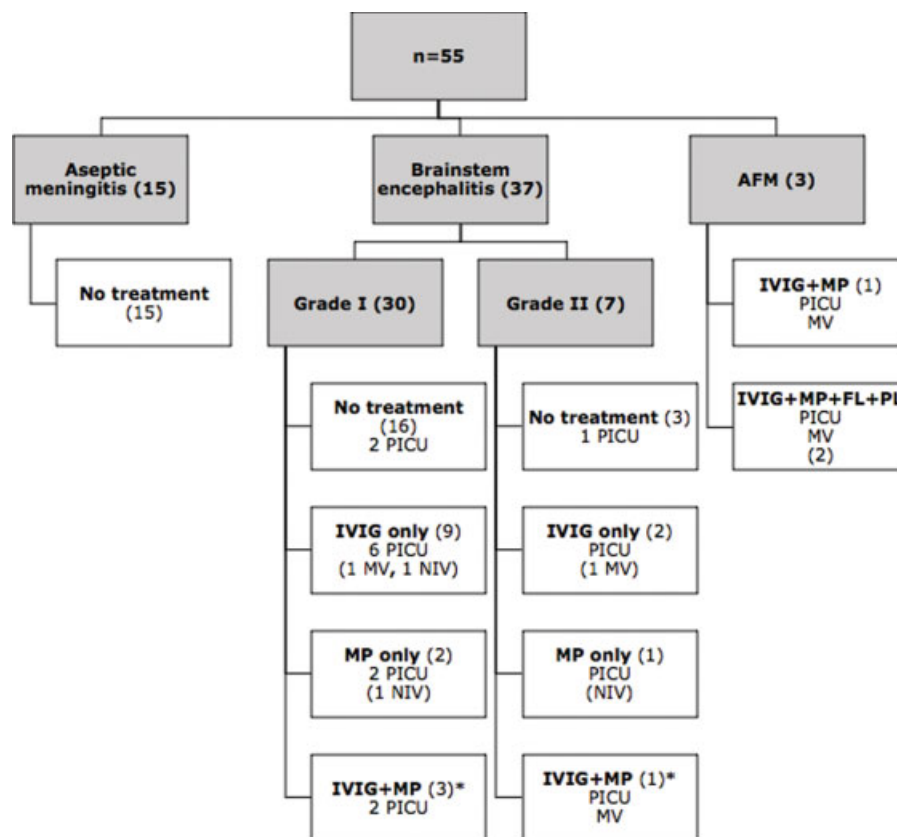 n=55
Aseptic
meningitis (15)
No treatment
(15)
Brainstem
encephalitis (37)
Grade I (30)
No treatment
(16)
2 PICU
IVIG only (9)
6 PICU
(1 MV, 1 NIV)
MP only (2)
2 PICU
(1 NIV)
IVIG+MP (3)*
2 PICU
Grade II (7)
No treatment (3)
1 PICU
IVIG only (2)
PICU
(1 MV)
MP only (1)
PICU
(NIV)
IVIG+MP (1)*
PICU
MV
AFM (3)
IVIG+MP (1)
PICU
MV
IVIG+MP+FL+PL
PICU
MV
(2)